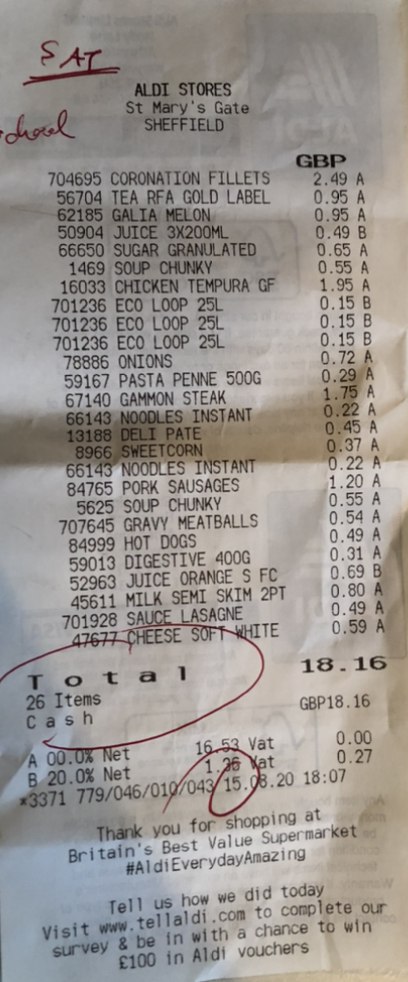 SAT
ALDI STORES
St Mary's Gate
SHEFFIELD
GBP
704695 CORONATION FILLETS 2.49 A
56704 TEA RFA GOLD LABEL 0.95 A
62185 GALIA MELON 0.95 A
50904 JUICE 3X200ML 0.49 B
66650 SUGAR GRANULATED 0.65 A
1469 SOUP CHUNKY 0.55 A
16033 CHICKEN TEMPURA GF 1.95 A
701236 ECO LOOP 25L 0.15 B
701236 ECO LOOP 25L 0.15 B
701236 ECO LOOP 25L 0.15 B
78886 ONIONS 0.72 A
59167 PASTA PENNE 500G 0.29 A
67140 GAMMON STEAK 1.75 A
66143 NOODLES INSTANT 0.22 A
13188 DELI PATE 0.45 A
8966 SWEETCORN 0.37 A
66143 NOODLES INSTANT 0.22 A
84765 PORK SAUSAGES 1.20 A
5625 SOUP CHUNKY 0.55 A
707645 GRAVY MEATBALLS 0.54 A
84999 HOT DOGS 0.49 A
59013 DIGESTIVE 400G 0.31 A
52963 JUICE ORANGE S FC 0.69 B
45611 MILK SEMI SKIM 2PT 0.80 A
701928 SAUCE LASAGNE 0.49 A
47677 CHEESE SOFT WHITE 0.59 A
Total 18.16
26 Items
Cash GBP18.16
A 00.0% Net 16.53 Vat 0.00
B 20.0% Net 1.36 Vat 0.27
*3371 779/046/010/043 15.08.20 18:07
Thank you for shopping at
Britain's Best Value Supermarket
#AldiEverydayAmazing
Tell us how we did today
Visit www.tellaldi.com to complete our
survey & be in with a chance to win
£100 in Aldi vouchers